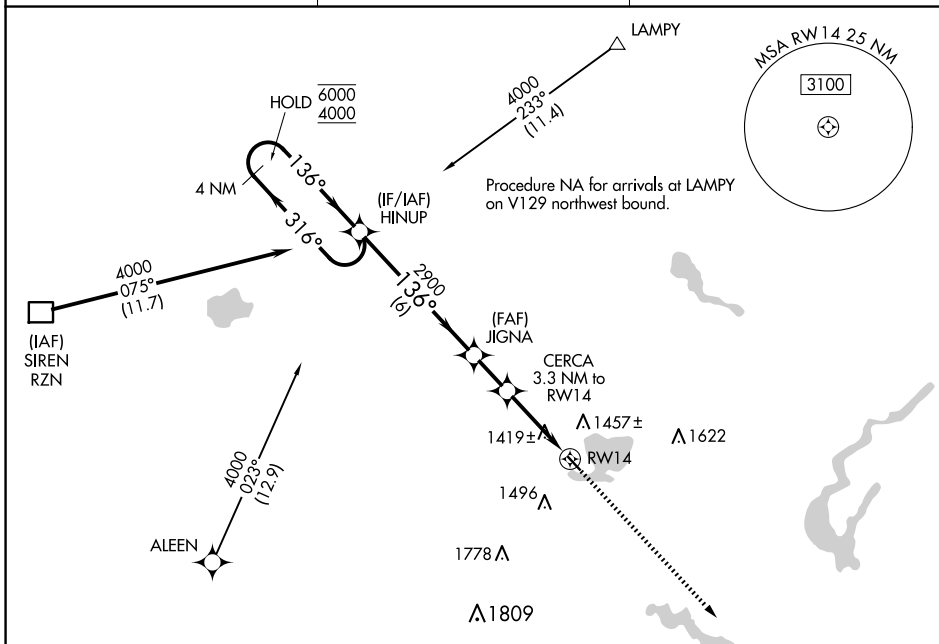 LAMPY
MSA RW14 25 NM
3100
HOLD 6000
4000
4000
233°
(11.4)
136°
4 NM
316°
(IF/IAF)
HINUP
Procedure NA for arrivals at LAMPY
on V129 northwest bound.
4000
075°
(11.7)
2900
136°
(6)
(IAF)
SIREN
RZN
(FAF)
JIGNA
CERCA
3.3 NM to
RW14
1419±
1457±
1622
RW14
4000
023°
(12.9)
1496
ALEEN
1778
1809